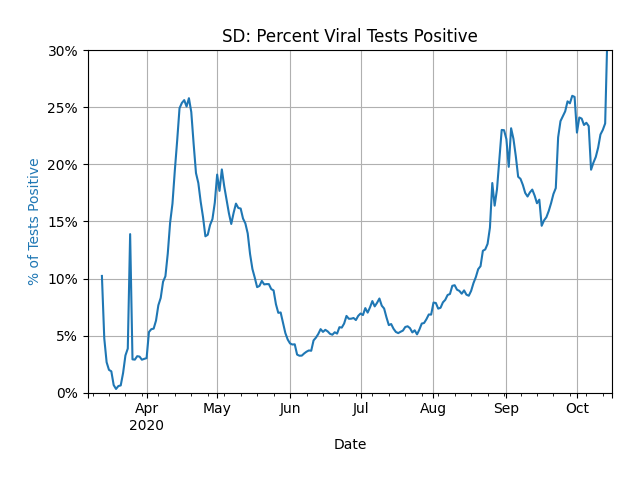 SD: Percent Viral Tests Positive
30%
25%
20%
15%
10%
5%
0%
% of Tests Positive
Apr May Jun Jul Aug Sep Oct
2020
Date